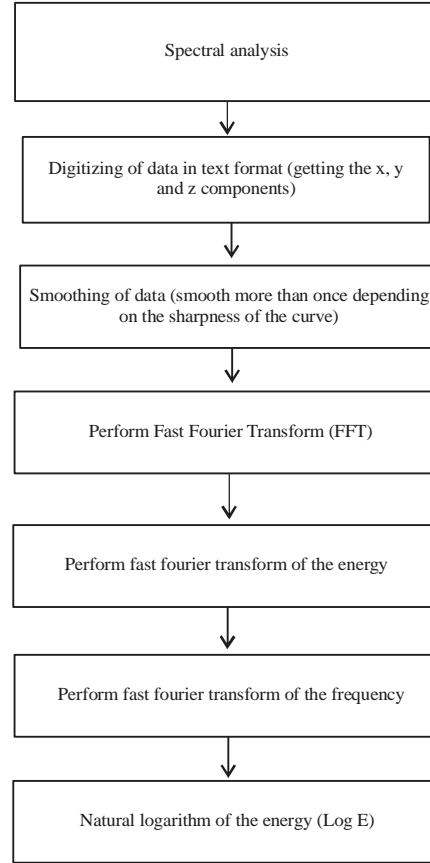 Spectral analysis
Digitizing of data in text format (getting the x, y
and z components)
Smoothing of data (smooth more than once depending
on the sharpness of the curve)
Perform Fast Fourier Transform (FFT)
Perform fast fourier transform of the energy
Perform fast fourier transform of the frequency
Natural logarithm of the energy (Log E)